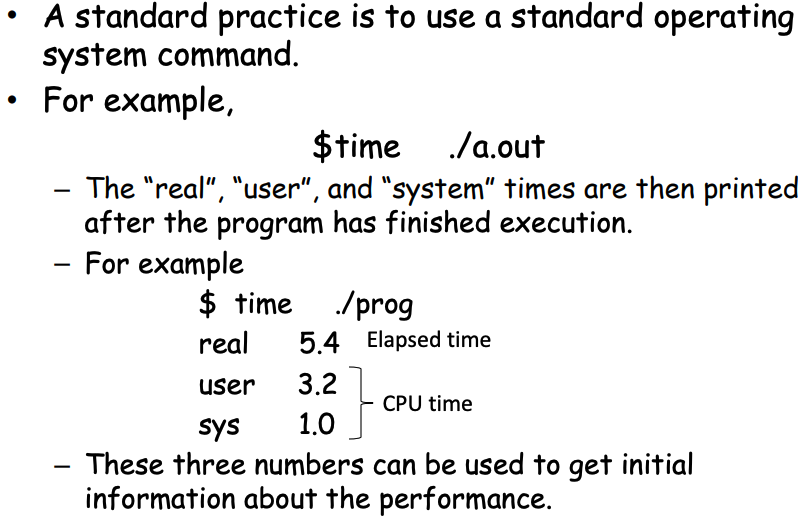 • A standard practice is to use a standard operating
system command.
• For example,
$time ./a.out
– The “real”, “user”, and “system” times are then printed
after the program has finished execution.
– For example
$ time ./prog
real 5.4 Elapsed time
user 3.2
CPU time
sys 1.0
– These three numbers can be used to get initial
information about the performance.